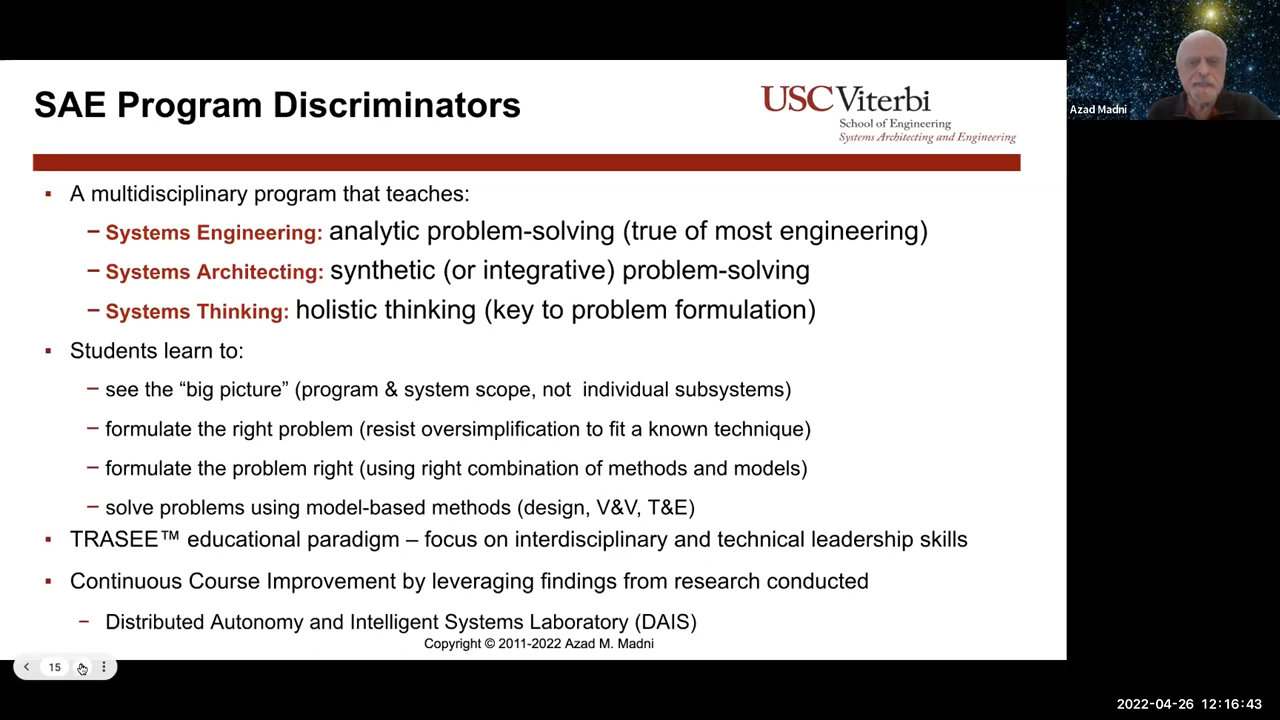 SAE Program Discriminators
USC Viterbi
School of Engineering
Systems Architecting and Engineering
Azad Madni
▪ A multidisciplinary program that teaches:
– Systems Engineering: analytic problem-solving (true of most engineering)
– Systems Architecting: synthetic (or integrative) problem-solving
– Systems Thinking: holistic thinking (key to problem formulation)
▪ Students learn to:
– see the “big picture” (program & system scope, not individual subsystems)
– formulate the right problem (resist oversimplification to fit a known technique)
– formulate the problem right (using right combination of methods and models)
– solve problems using model-based methods (design, V&V, T&E)
▪ TRASEE™ educational paradigm – focus on interdisciplinary and technical leadership skills
▪ Continuous Course Improvement by leveraging findings from research conducted
– Distributed Autonomy and Intelligent Systems Laboratory (DAIS)
Copyright © 2011-2022 Azad M. Madni
15
2022-04-26 12:16:43